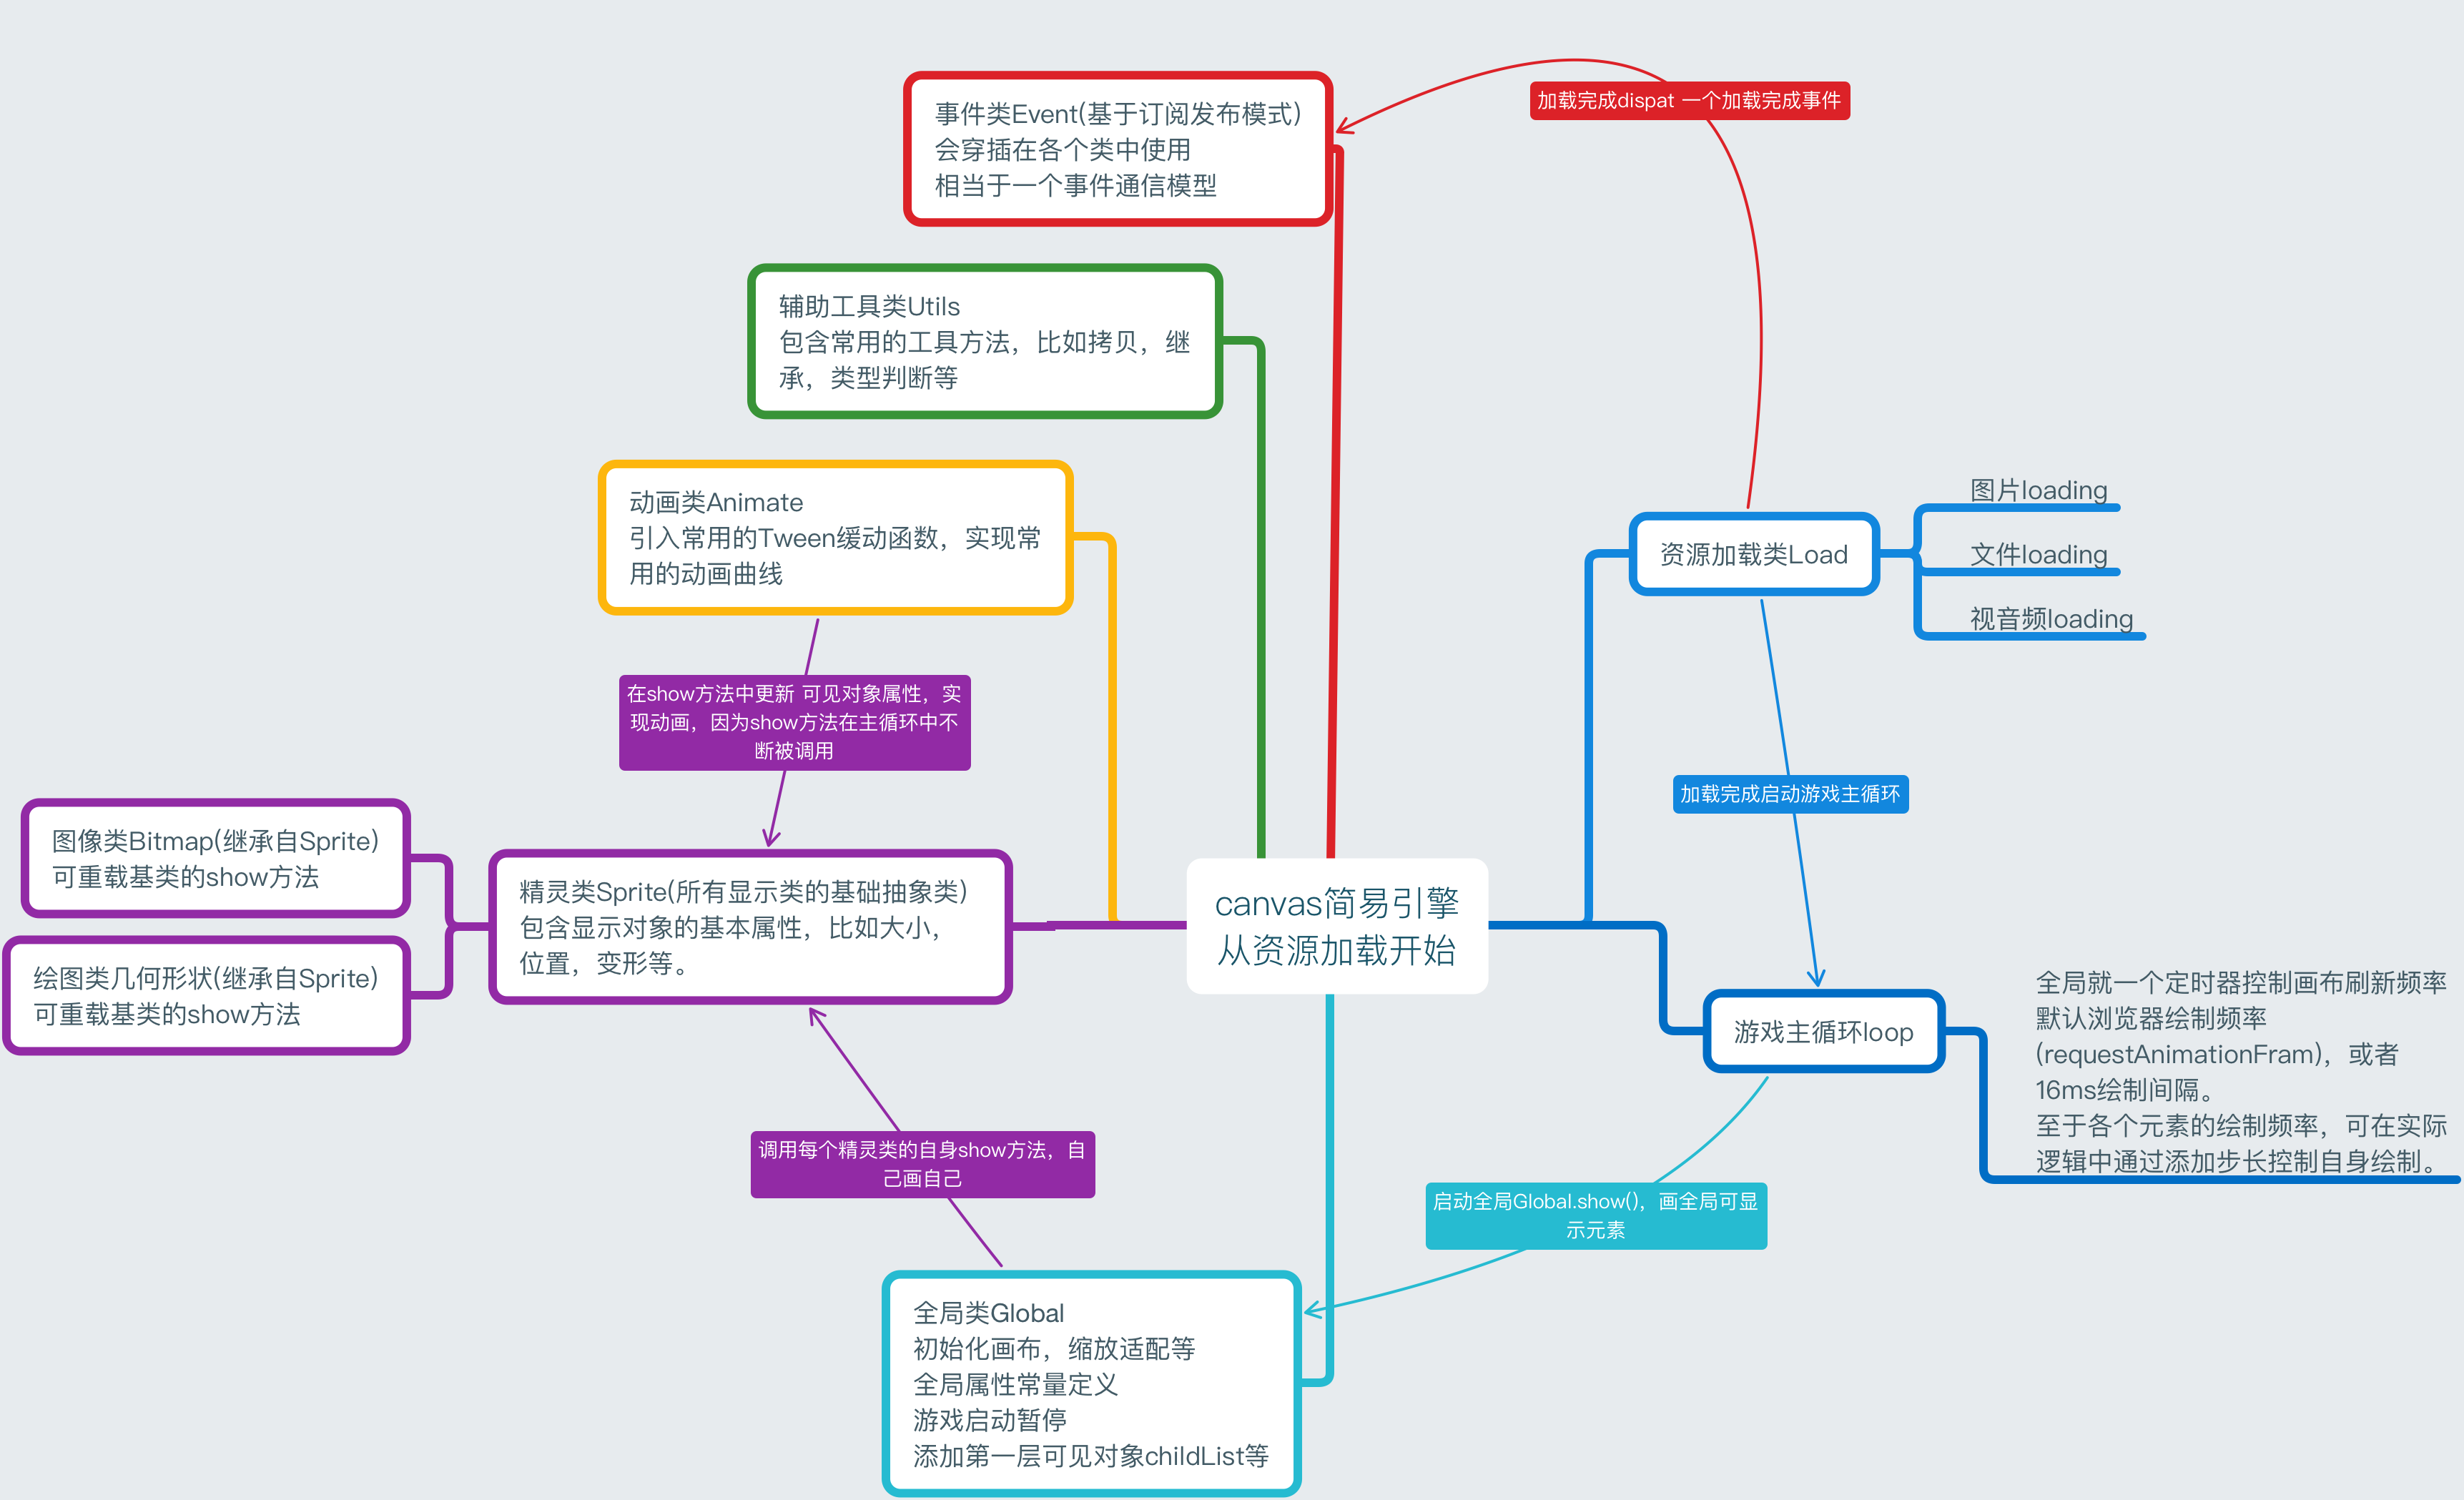 加载完成dispat 一个加载完成事件
事件类Event(基于订阅发布模式)
会穿插在各个类中使用
相当于一个事件通信模型
辅助工具类Utils
包含常用的工具方法，比如拷贝，继
承，类型判断等
动画类Animate
引入常用的Tween缓动函数，实现常
用的动画曲线
资源加载类Load
图片loading
文件loading
视音频loading
在show方法中更新 可见对象属性，实
现动画，因为show方法在主循环中不
断被调用
加载完成启动游戏主循环
图像类Bitmap(继承自Sprite)
可重载基类的show方法
绘图类几何形状(继承自Sprite)
可重载基类的show方法
精灵类Sprite(所有显示类的基础抽象类)
包含显示对象的基本属性，比如大小，
位置，变形等。
canvas简易引擎
从资源加载开始
游戏主循环loop
全局就一个定时器控制画布刷新频率
默认浏览器绘制频率
(requestAnimationFram)，或者
16ms绘制间隔。
至于各个元素的绘制频率，可在实际
逻辑中通过添加步长控制自身绘制。
调用每个精灵类的自身show方法，自
己画自己
启动全局Global.show()，画全局可显
示元素
全局类Global
初始化画布，缩放适配等
全局属性常量定义
游戏启动暂停
添加第一层可见对象childList等